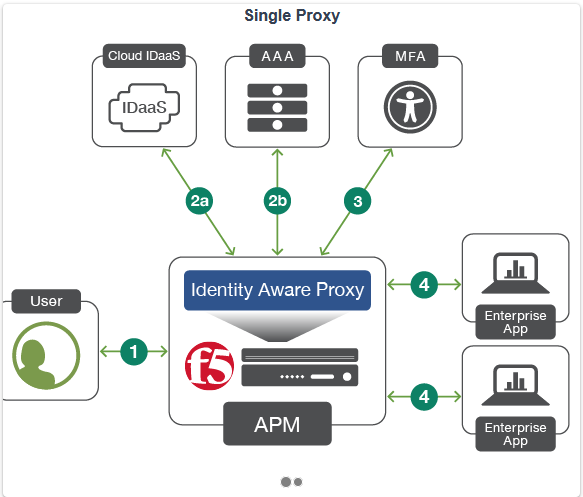 Single Proxy
Cloud IDaaS
AAA
MFA
IDaaS
2a
2b
3
Identity Aware Proxy
User
1
f5
APM
4
Enterprise
App
4
Enterprise
App